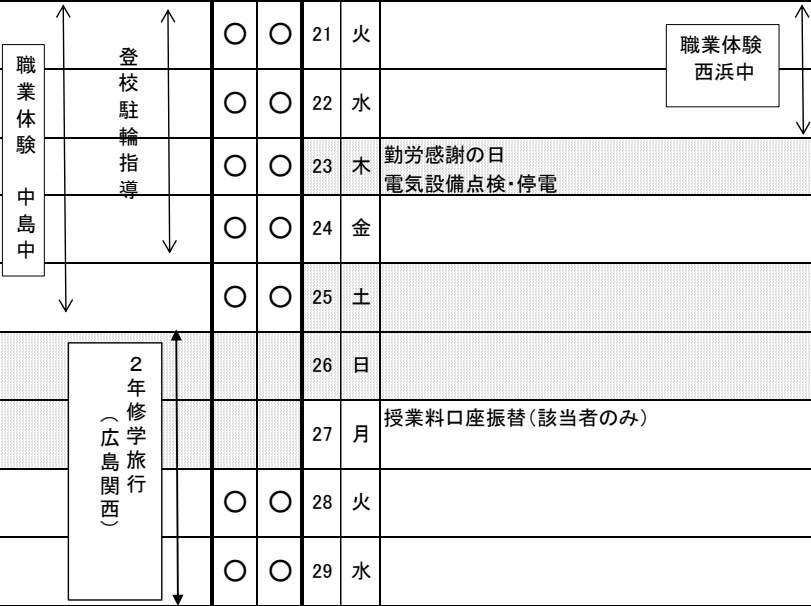 職業体験 中島中
登校駐輪指導
２年修学旅行
（広島関西）
○ ○ 21 火
職業体験
西浜中
○ ○ 22 水
○ ○ 23 木 勤労感謝の日
電気設備点検・停電
○ ○ 24 金
○ ○ 25 土
26 日
27 月 授業料口座振替（該当者のみ）
○ ○ 28 火
○ ○ 29 水